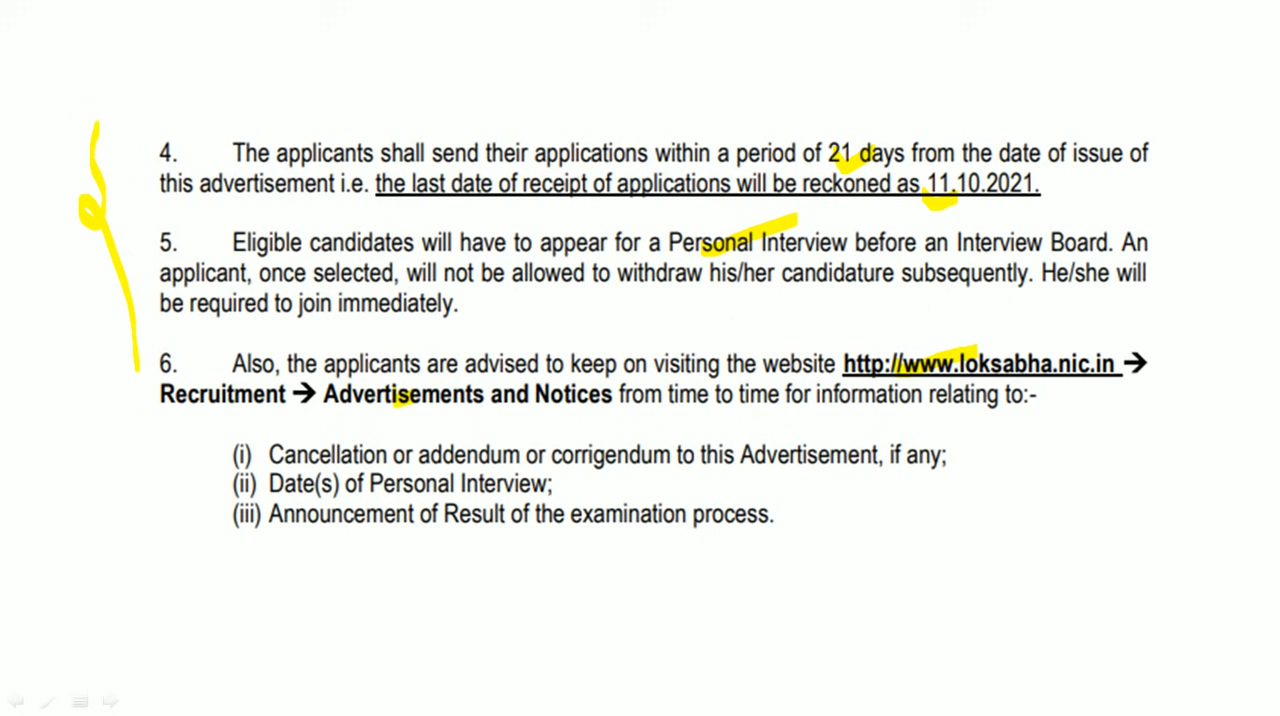 4. The applicants shall send their applications within a period of 21 days from the date of issue of
this advertisement i.e. the last date of receipt of applications will be reckoned as 11.10.2021.
5. Eligible candidates will have to appear for a Personal Interview before an Interview Board. An
applicant, once selected, will not be allowed to withdraw his/her candidature subsequently. He/she will
be required to join immediately.
6. Also, the applicants are advised to keep on visiting the website http://www.loksabha.nic.in →
Recruitment → Advertisements and Notices from time to time for information relating to:-
(i) Cancellation or addendum or corrigendum to this Advertisement, if any;
(ii) Date(s) of Personal Interview;
(iii) Announcement of Result of the examination process.